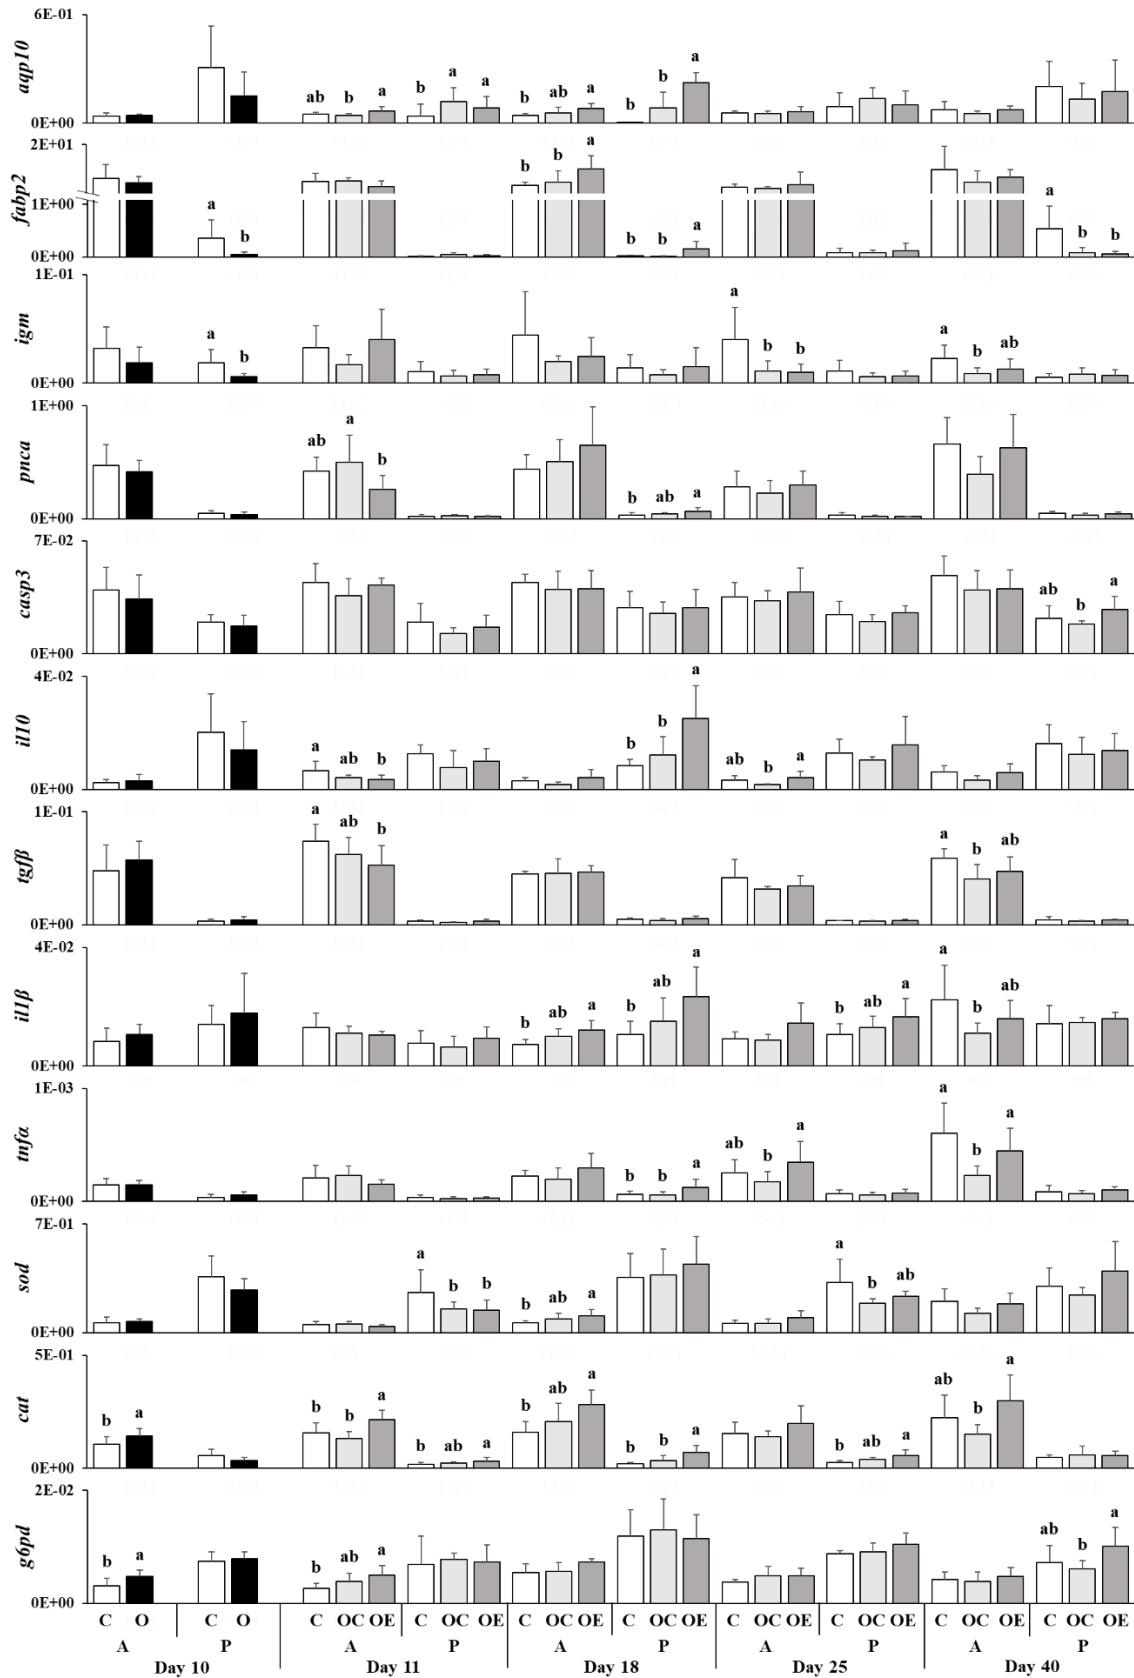 6E-01
aqp10
ab b a b a a b ab a b b a
0E+00
2E+01
fabp2
b b a
1E+00
a b b b a a b b
0E+00
1E-01
igm
a b a b b a b ab
0E+00
1E+00
pnca
ab a b b ab a
0E+00
7E-02
casp3
ab b a
0E+00
4E-02
il10
a ab b b b a ab b a
0E+00
1E-01
tgfβ
a ab b a b ab
0E+00
4E-02
il1β
b ab a b ab a b ab a a b ab
0E+00
1E-03
tnfα
b b a ab b a a b a
0E+00
7E-01
sod
a b b b ab a a b ab
0E+00
5E-01
cat
b a b b a b ab a b ab a b b a b ab a ab b a
0E+00
2E-02
g6pd
b a b ab a ab b a
0E+00
C O C O C OC OE C OC OE C OC OE C OC OE C OC OE C OC OE C OC OE C OC OE
A P A P A P A P A P
Day 10 Day 11 Day 18 Day 25 Day 40